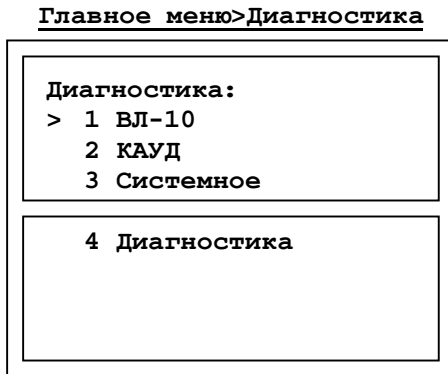 Главное меню>Диагностика
Диагностика:
> 1 ВЛ-10
2 КАУД
3 Системное
4 Диагностика